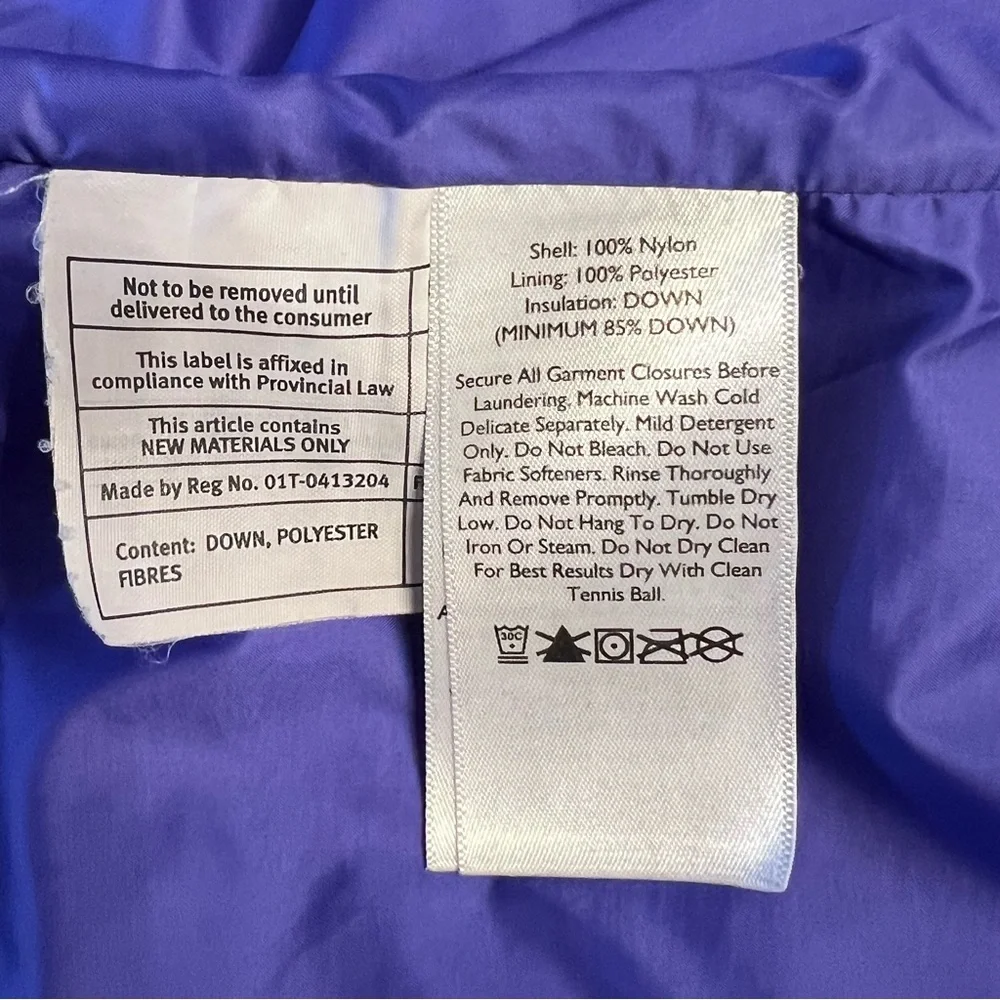 Not to be removed until
delivered to the consumer
This label is affixed in
compliance with Provincial Law
This article contains
NEW MATERIALS ONLY
Made by Reg No. 01T-0413204
Content: DOWN, POLYESTER
FIBRES
Shell: 100% Nylon
Lining: 100% Polyester
Insulation: DOWN
(MINIMUM 85% DOWN)
Secure All Garment Closures Before
Laundering. Machine Wash Cold
Delicate Separately. Mild Detergent
Only. Do Not Bleach. Do Not Use
Fabric Softeners. Rinse Thoroughly
And Remove Promptly. Tumble Dry
Low. Do Not Hang To Dry. Do Not
Iron Or Steam. Do Not Dry Clean
For Best Results Dry With Clean
Tennis Ball.
30C